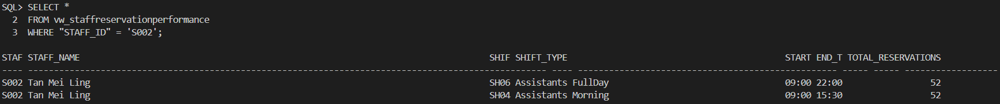 SQL> SELECT *
  2  FROM vw_staffreservationperformance
  3  WHERE "STAFF_ID" = 'S002';
STAF STAFF_NAME                                                                                           SHIF SHIFT_TYPE                                         START END_T TOTAL_RESERVATIONS
---- ---------------------------------------------------------------------------------------------------- ---- -------------------------------------------------- ----- ----- ------------------
S002 Tan Mei Ling                                                                                         SH06 Assistants FullDay                                 09:00 22:00                 52
S002 Tan Mei Ling                                                                                         SH04 Assistants Morning                                 09:00 15:30                 52